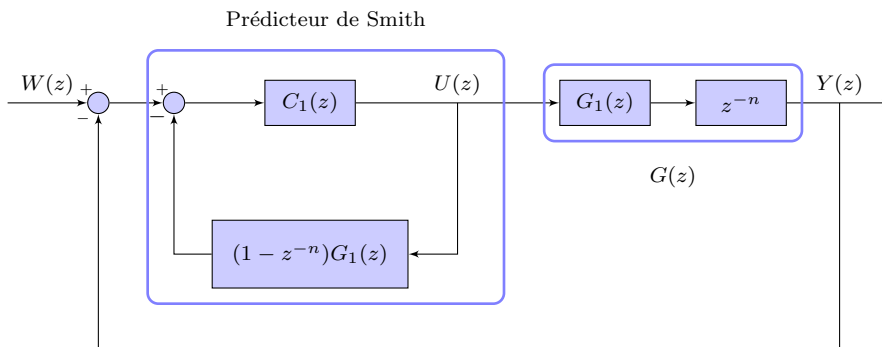 Prédicteur de Smith
W(z)
+
−
+
−
C₁(z)
U(z)
G₁(z)
z⁻ⁿ
Y(z)
G(z)
(1 − z⁻ⁿ)G₁(z)